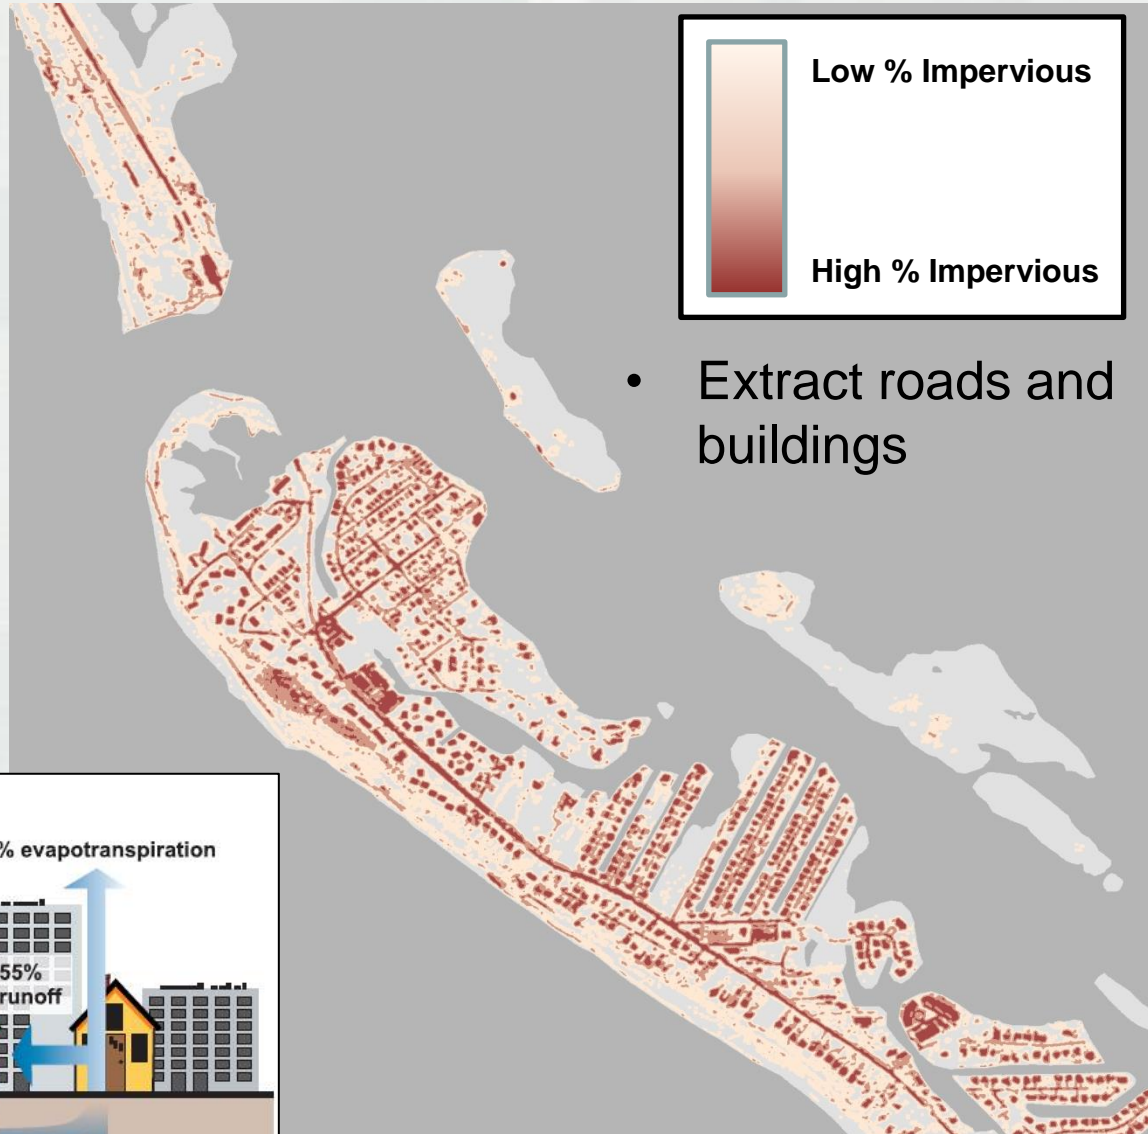 Low % Impervious
High % Impervious
• Extract roads and
buildings
% evapotranspiration
55%
runoff